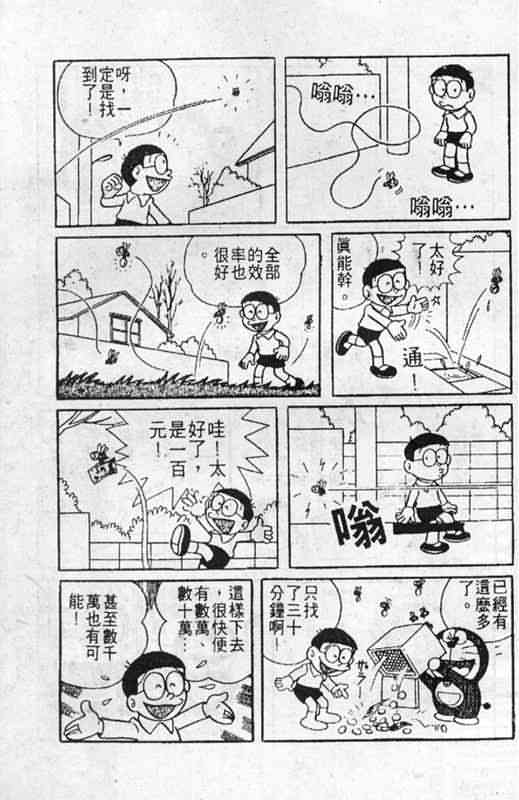 嗡嗡…
嗡嗡…
呀，一
定是找
到了！
太好
了！
真能幹。
通！
全部
的效
率也
很好
。
嗡
哇！太
好了，
是一百
元！
已經有
這麼多
了。
只找
了三十
分鐘啊！
這樣下去
，很快便
有數萬、
數十萬…
甚至數千
萬也有可
能！